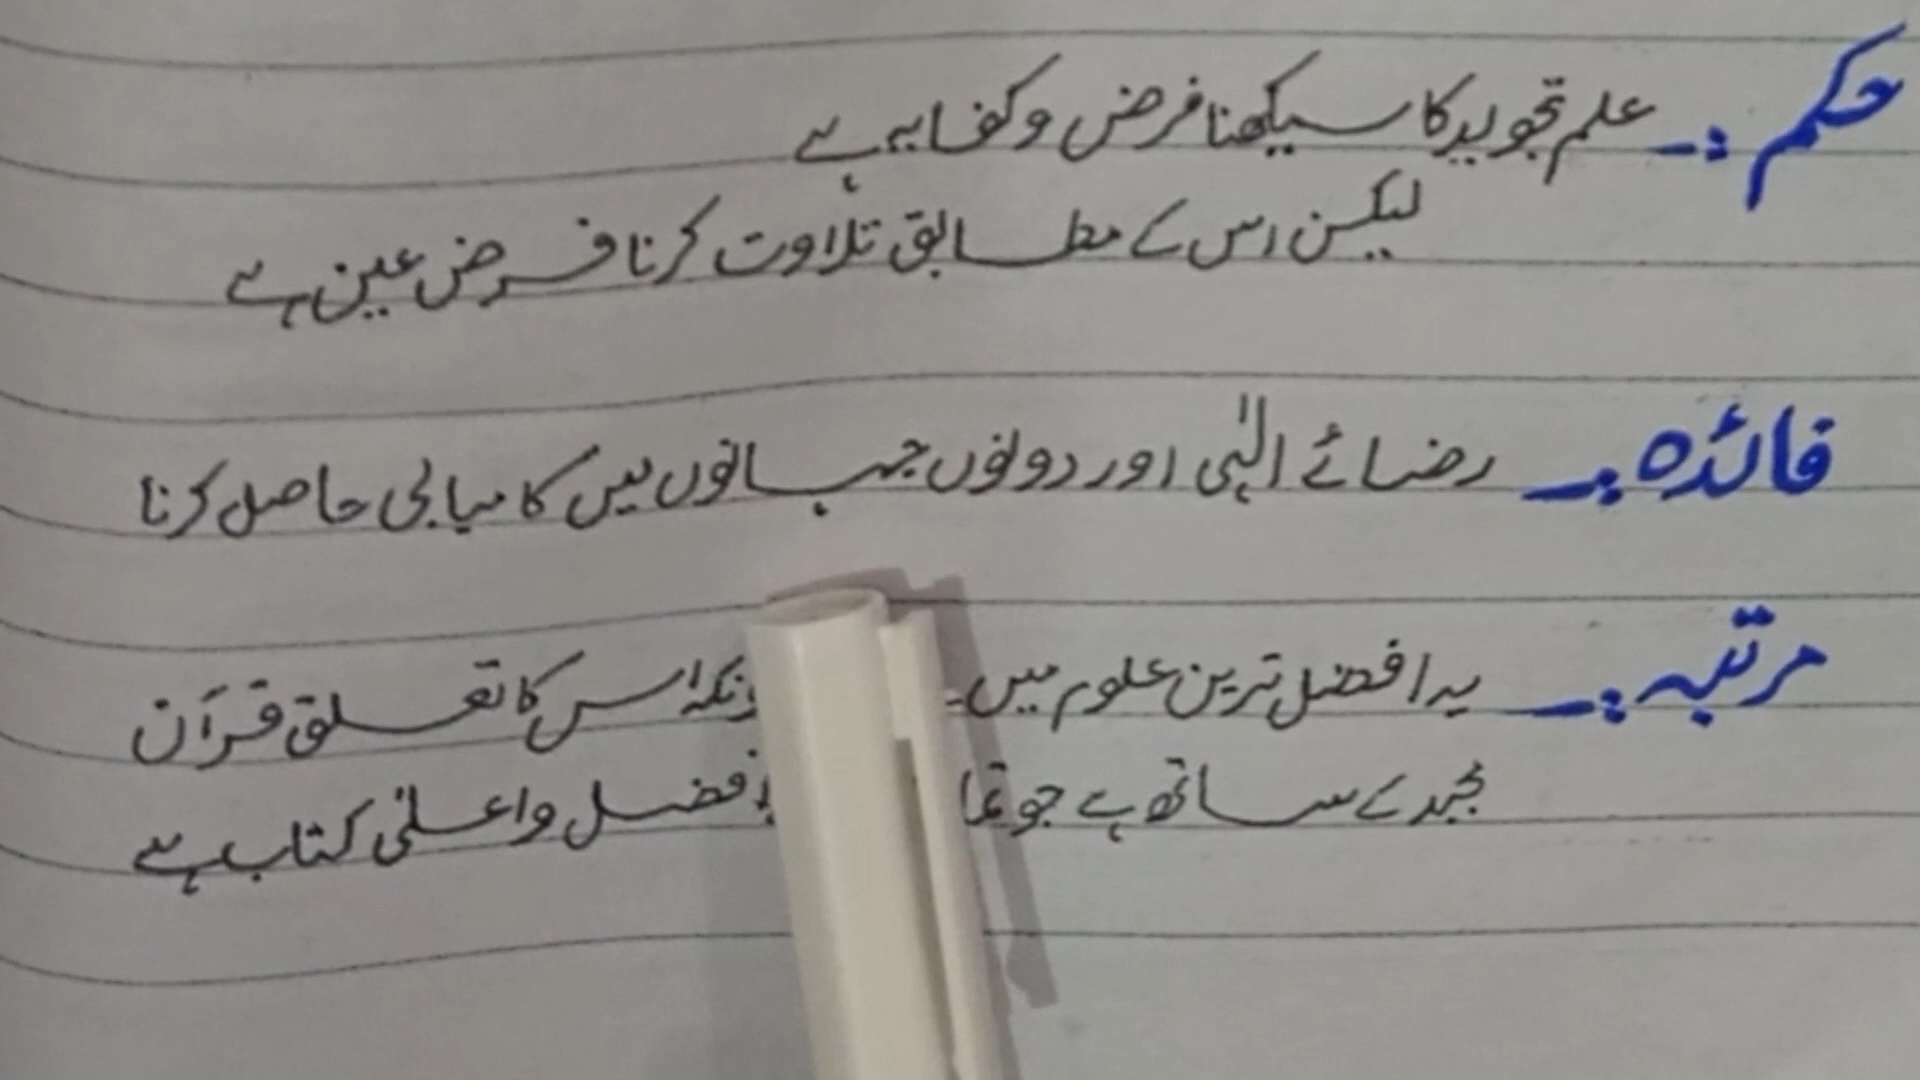 حکم :ـ علم تجوید کا سیکھنا فرض و کفایہ ہے
لیکن اس کے مطابق تلاوت کرنا فرض عین ہے
فائدہ :ـ رضائے الٰہی اور دونوں جہانوں میں کامیابی حاصل کرنا
مرتبہ :ـ یہ افضل ترین علوم میں اس کا تعلق قرآن
مجید کے ساتھ ہے جو افضل و اعلیٰ کتاب ہے